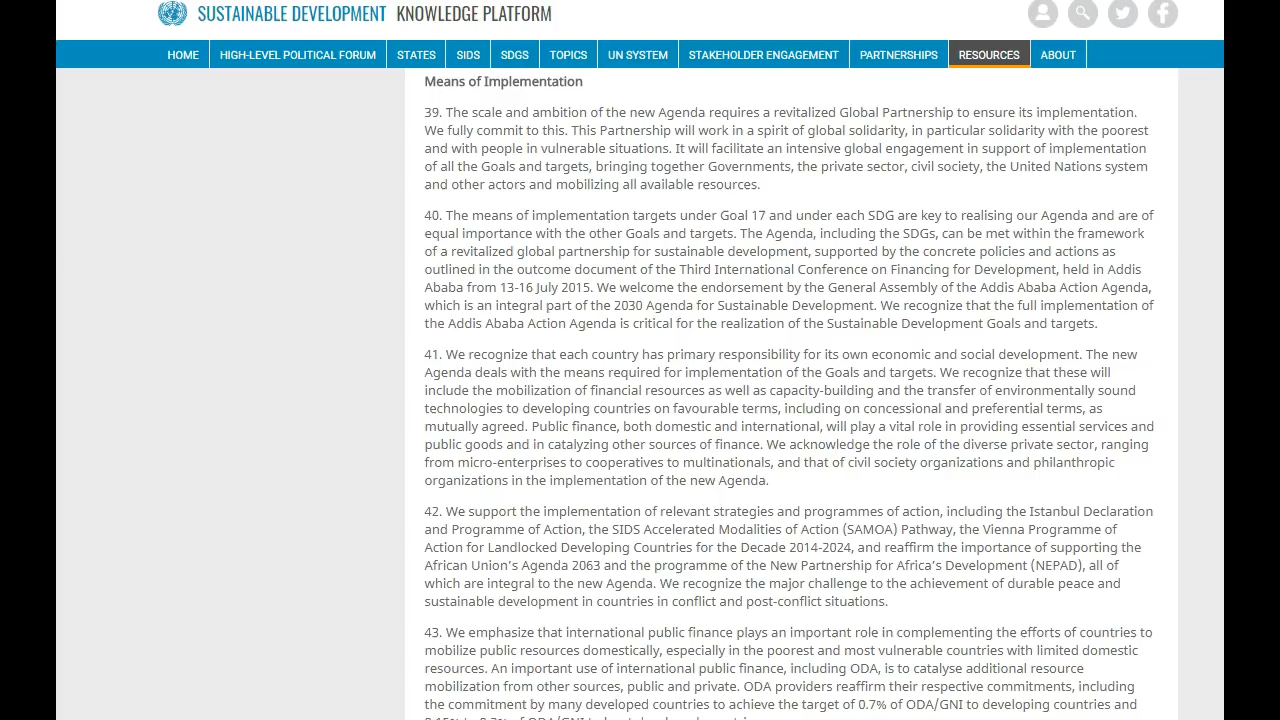 SUSTAINABLE DEVELOPMENT KNOWLEDGE PLATFORM
HOME HIGH-LEVEL POLITICAL FORUM STATES SIDS SDGS TOPICS UN SYSTEM STAKEHOLDER ENGAGEMENT PARTNERSHIPS RESOURCES ABOUT
Means of Implementation
39. The scale and ambition of the new Agenda requires a revitalized Global Partnership to ensure its implementation.
We fully commit to this. This Partnership will work in a spirit of global solidarity, in particular solidarity with the poorest
and with people in vulnerable situations. It will facilitate an intensive global engagement in support of implementation
of all the Goals and targets, bringing together Governments, the private sector, civil society, the United Nations system
and other actors and mobilizing all available resources.
40. The means of implementation targets under Goal 17 and under each SDG are key to realising our Agenda and are of
equal importance with the other Goals and targets. The Agenda, including the SDGs, can be met within the framework
of a revitalized global partnership for sustainable development, supported by the concrete policies and actions as
outlined in the outcome document of the Third International Conference on Financing for Development, held in Addis
Ababa from 13-16 July 2015. We welcome the endorsement by the General Assembly of the Addis Ababa Action Agenda,
which is an integral part of the 2030 Agenda for Sustainable Development. We recognize that the full implementation of
the Addis Ababa Action Agenda is critical for the realization of the Sustainable Development Goals and targets.
41. We recognize that each country has primary responsibility for its own economic and social development. The new
Agenda deals with the means required for implementation of the Goals and targets. We recognize that these will
include the mobilization of financial resources as well as capacity-building and the transfer of environmentally sound
technologies to developing countries on favourable terms, including on concessional and preferential terms, as
mutually agreed. Public finance, both domestic and international, will play a vital role in providing essential services and
public goods and in catalyzing other sources of finance. We acknowledge the role of the diverse private sector, ranging
from micro-enterprises to cooperatives to multinationals, and that of civil society organizations and philanthropic
organizations in the implementation of the new Agenda.
42. We support the implementation of relevant strategies and programmes of action, including the Istanbul Declaration
and Programme of Action, the SIDS Accelerated Modalities of Action (SAMOA) Pathway, the Vienna Programme of
Action for Landlocked Developing Countries for the Decade 2014-2024, and reaffirm the importance of supporting the
African Union's Agenda 2063 and the programme of the New Partnership for Africa's Development (NEPAD), all of
which are integral to the new Agenda. We recognize the major challenge to the achievement of durable peace and
sustainable development in countries in conflict and post-conflict situations.
43. We emphasize that international public finance plays an important role in complementing the efforts of countries to
mobilize public resources domestically, especially in the poorest and most vulnerable countries with limited domestic
resources. An important use of international public finance, including ODA, is to catalyse additional resource
mobilization from other sources, public and private. ODA providers reaffirm their respective commitments, including
the commitment by many developed countries to achieve the target of 0.7% of ODA/GNI to developing countries and